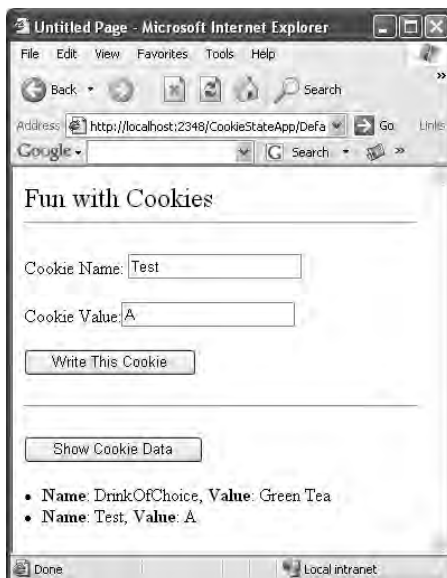 Untitled Page - Microsoft Internet Explorer
File Edit View Favorites Tools Help
Back Search
Address http://localhost:2348/CookieStateApp/Defa Go Links
Google Search
Fun with Cookies
Cookie Name: Test
Cookie Value: A
Write This Cookie
Show Cookie Data
• Name: DrinkOfChoice, Value: Green Tea
• Name: Test, Value: A
Done Local intranet